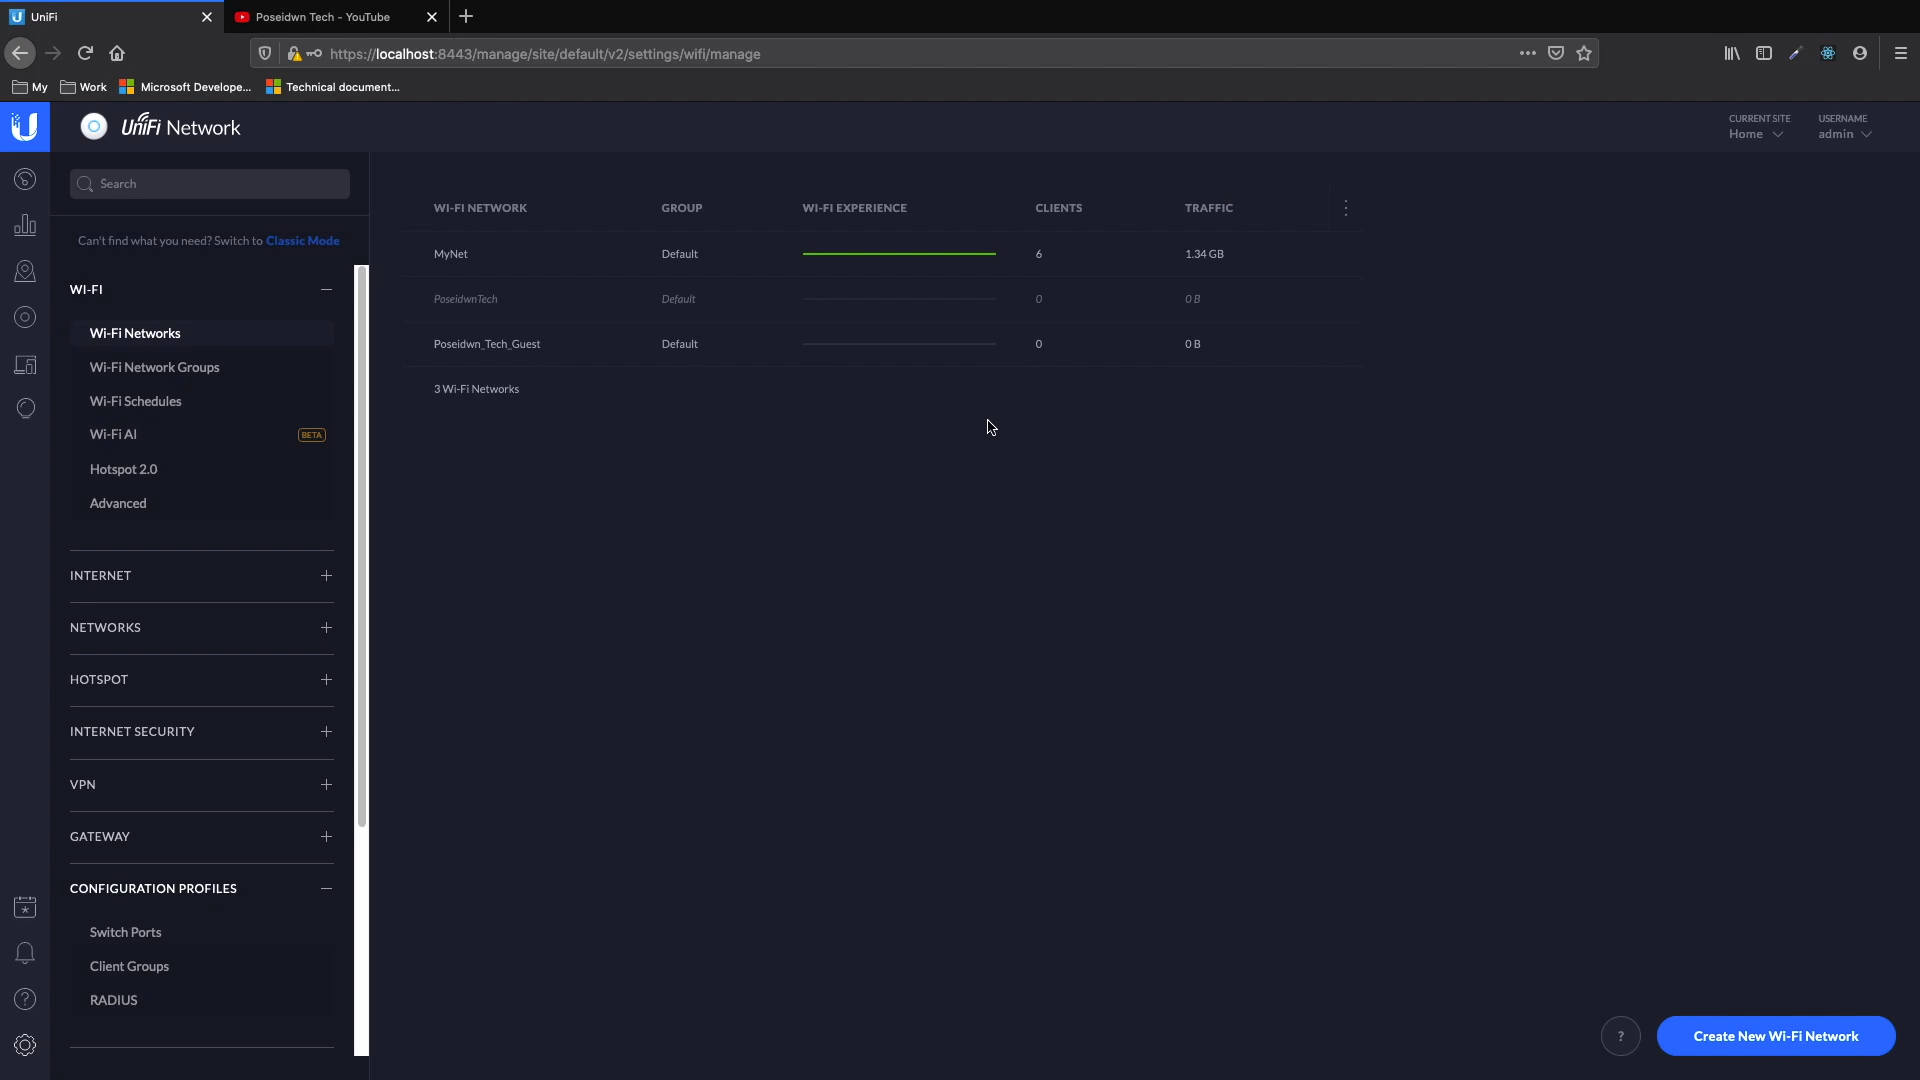 UniFi
Poseidwn Tech - YouTube
https://localhost:8443/manage/site/default/v2/settings/wifi/manage
My
Work
Microsoft Develope...
Technical document...
UniFi Network
CURRENT SITE
Home
USERNAME
admin
Search
Can't find what you need? Switch to Classic Mode
WI-FI
Wi-Fi Networks
Wi-Fi Network Groups
Wi-Fi Schedules
Wi-Fi AI
BETA
Hotspot 2.0
Advanced
INTERNET
NETWORKS
HOTSPOT
INTERNET SECURITY
VPN
GATEWAY
CONFIGURATION PROFILES
Switch Ports
Client Groups
RADIUS
WI-FI NETWORK GROUP WI-FI EXPERIENCE CLIENTS TRAFFIC
MyNet Default 6 1.34 GB
PoseidwnTech Default 0 0 B
Poseidwn_Tech_Guest Default 0 0 B
3 Wi-Fi Networks
?
Create New Wi-Fi Network